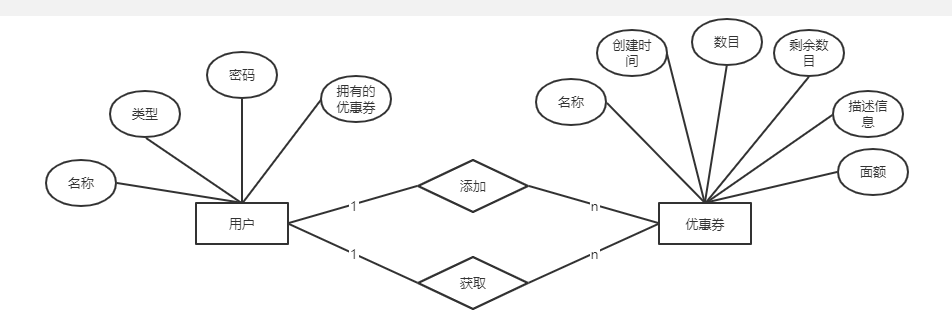 创建时
间
数目
剩余数
目
密码
拥有的
优惠券
名称
类型
描述信
息
名称
面额
添加
1
n
用户
优惠券
1
n
获取